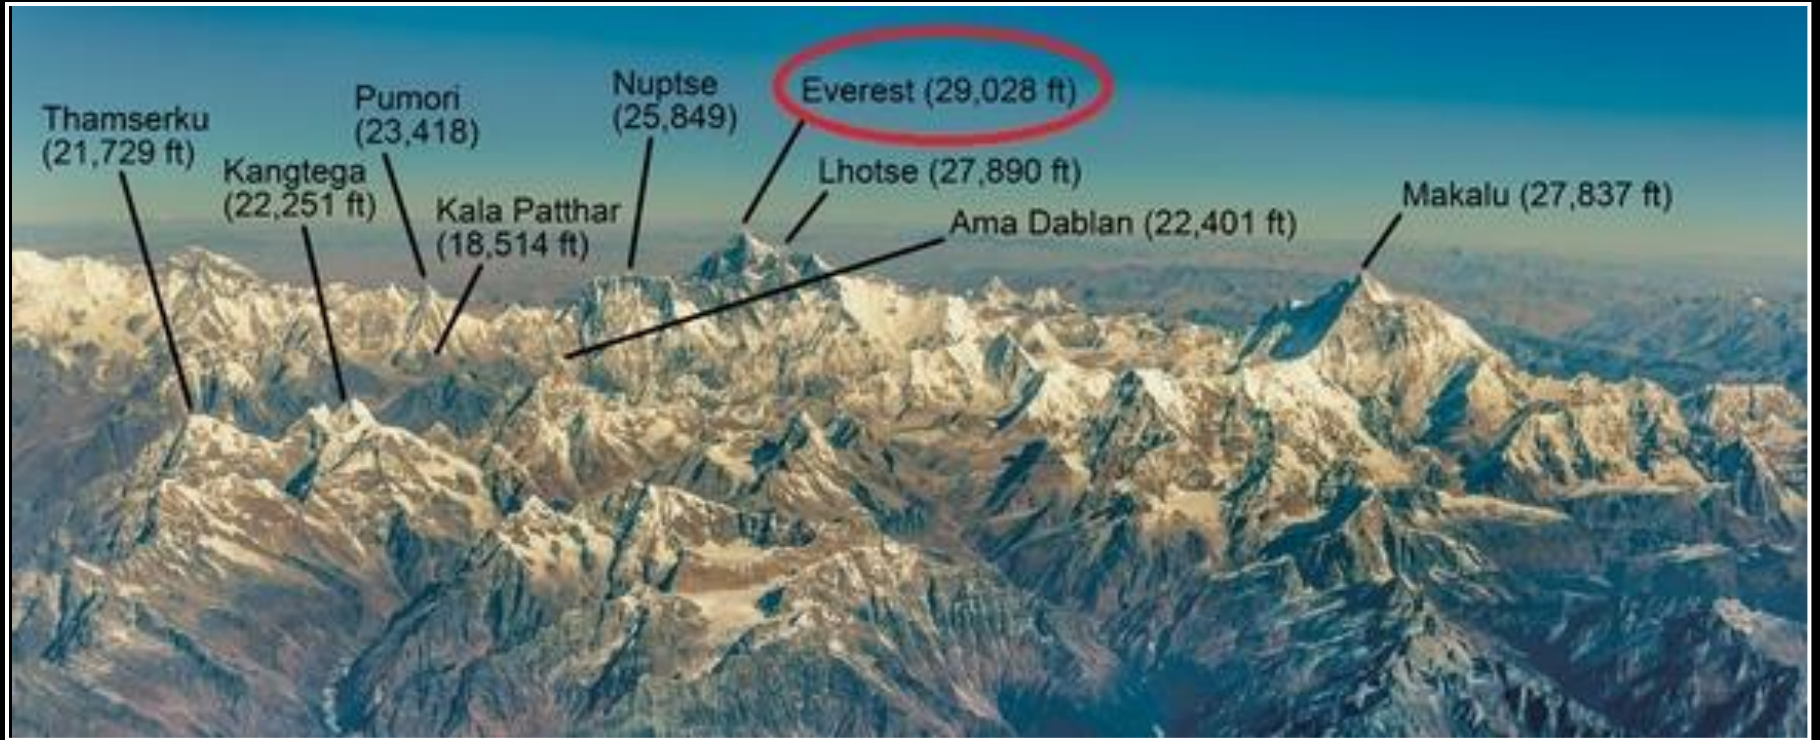 Thamserku
(21,729 ft)
Kangtega
(22,251 ft)
Pumori
(23,418)
Kala Patthar
(18,514 ft)
Nuptse
(25,849)
Everest (29,028 ft)
Lhotse (27,890 ft)
Ama Dablan (22,401 ft)
Makalu (27,837 ft)